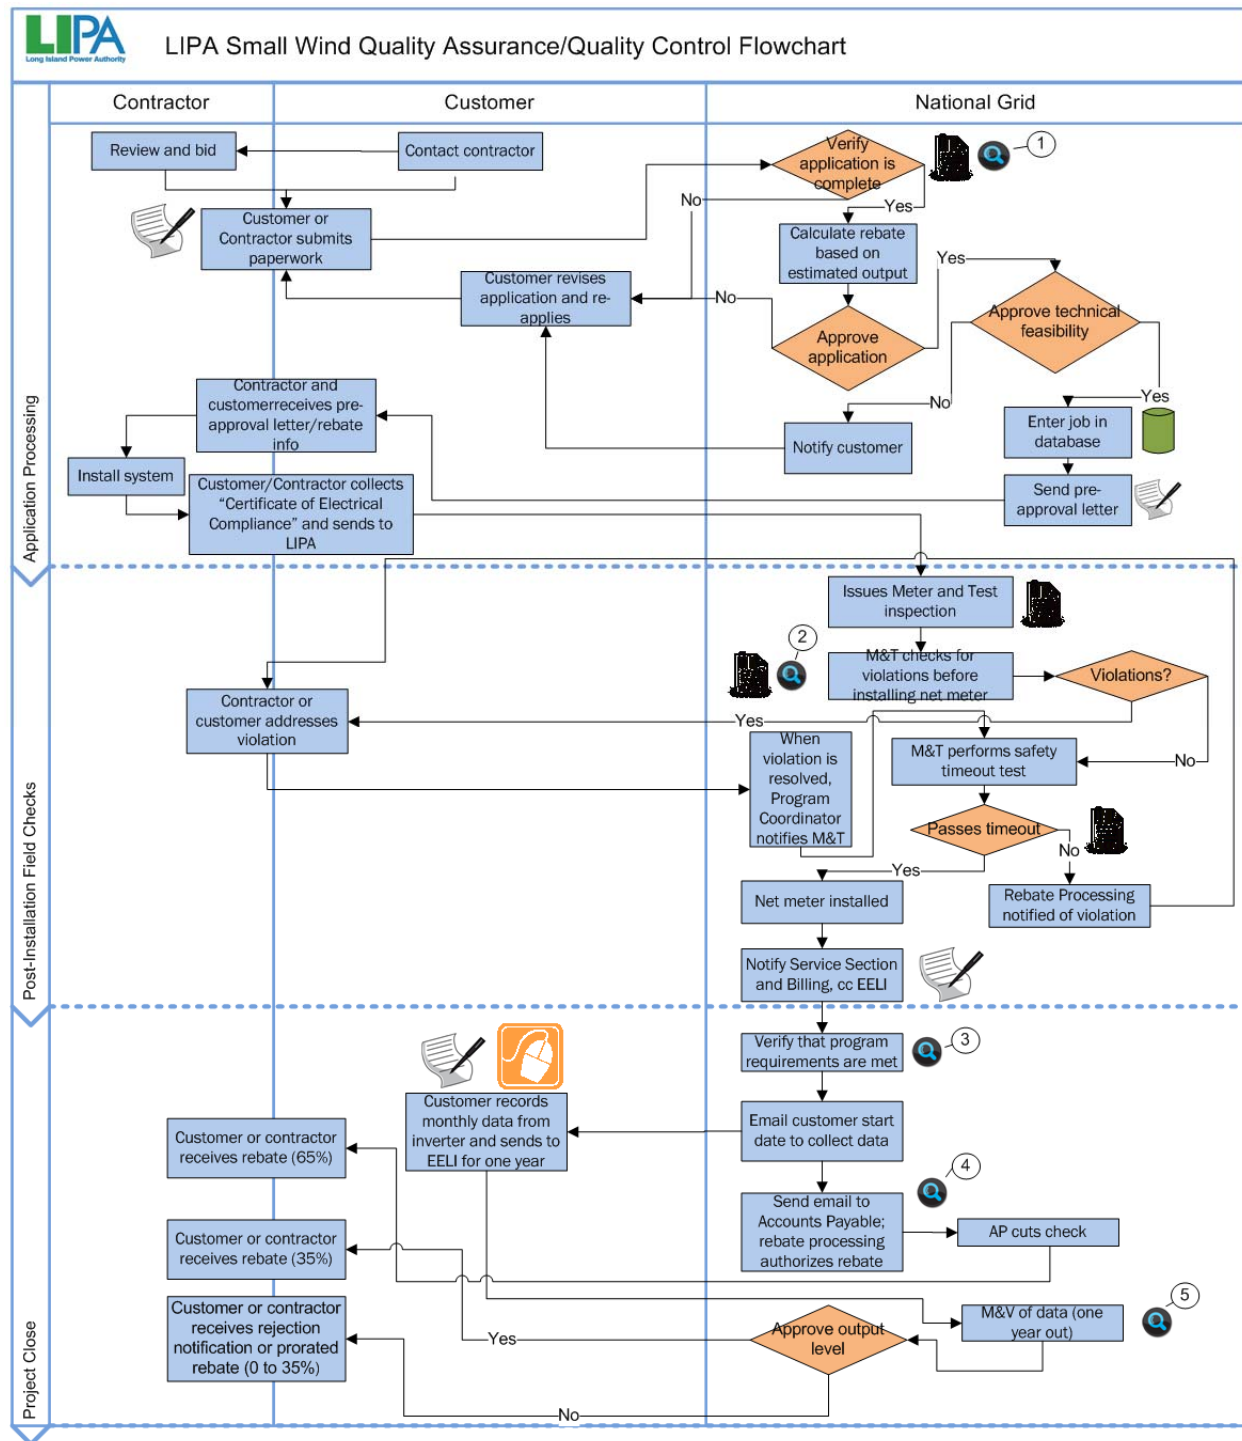 LIPA
Long Island Power Authority
LIPA Small Wind Quality Assurance/Quality Control Flowchart
Contractor
Customer
National Grid
Application Processing
Review and bid
Contact contractor
Verify
application is
complete
1
No
Yes
Customer or
Contractor submits
paperwork
Calculate rebate
based on
estimated output
Yes
Customer revises
application and re-
applies
No
Approve
application
Approve technical
feasibility
Contractor and
customerreceives pre-
approval letter/rebate
info
No
Yes
Enter job in
database
Notify customer
Install system
Customer/Contractor collects
“Certificate of Electrical
Compliance” and sends to
LIPA
Send pre-
approval letter
Post-Installation Field Checks
Issues Meter and Test
inspection
2
M&T checks for
violations before
installing net meter
Violations?
Contractor or
customer addresses
violation
Yes
When
violation is
resolved,
Program
Coordinator
notifies M&T
M&T performs safety
timeout test
No
Passes timeout
No
Yes
Net meter installed
Rebate Processing
notified of violation
Notify Service Section
and Billing, cc EELI
Project Close
Verify that program
requirements are met
3
Customer records
monthly data from
inverter and sends to
EELI for one year
Email customer start
date to collect data
Customer or contractor
receives rebate (65%)
4
Send email to
Accounts Payable;
rebate processing
authorizes rebate
AP cuts check
Customer or contractor
receives rebate (35%)
5
M&V of data (one
year out)
Customer or contractor
receives rejection
notification or prorated
rebate (0 to 35%)
Yes
Approve output
level
No